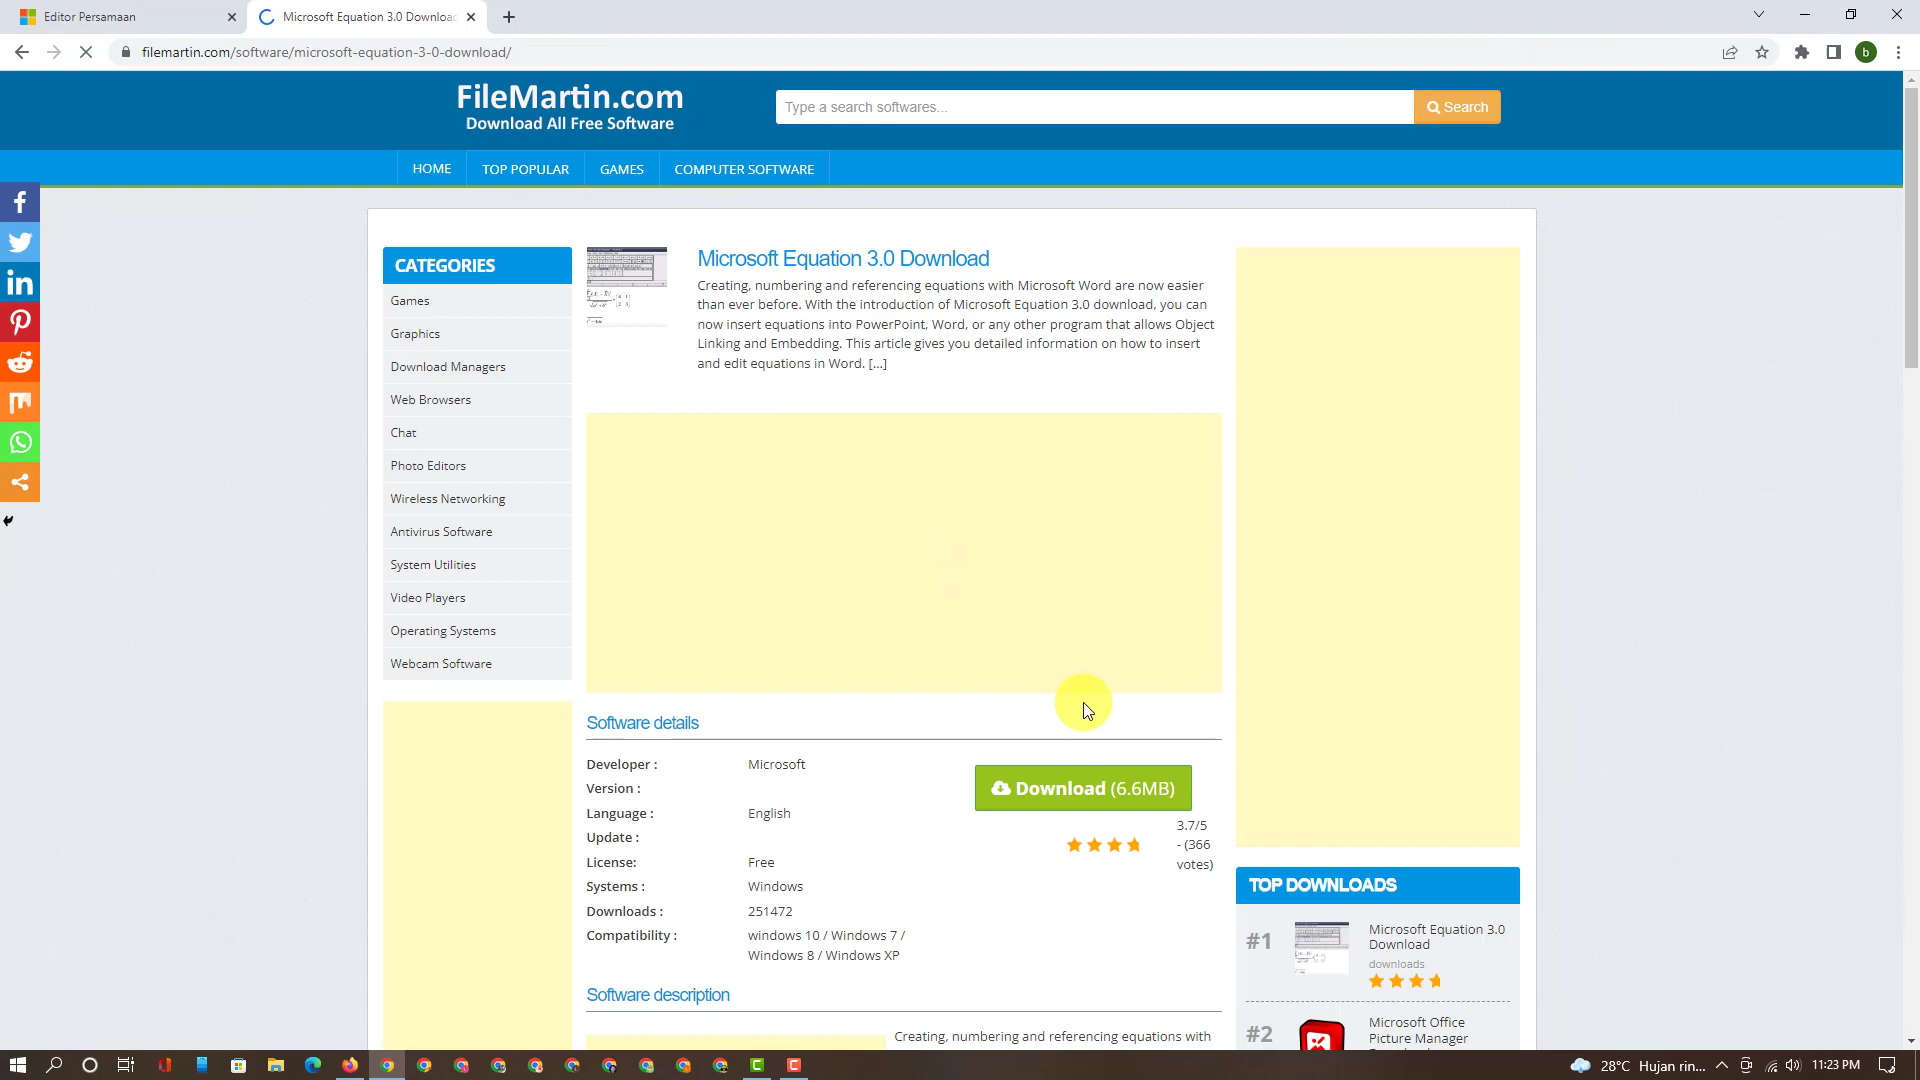 Editor Persamaan
Microsoft Equation 3.0 Downloa
filemartin.com/software/microsoft-equation-3-0-download/
b
FileMartin.com
Download All Free Software
Type a search softwares...
Search
HOME
TOP POPULAR
GAMES
COMPUTER SOFTWARE
CATEGORIES
Games
Graphics
Download Managers
Web Browsers
Chat
Photo Editors
Wireless Networking
Antivirus Software
System Utilities
Video Players
Operating Systems
Webcam Software
Microsoft Equation 3.0 Download
Creating, numbering and referencing equations with Microsoft Word are now easier
than ever before. With the introduction of Microsoft Equation 3.0 download, you can
now insert equations into PowerPoint, Word, or any other program that allows Object
Linking and Embedding. This article gives you detailed information on how to insert
and edit equations in Word. [...]
Software details
Developer : Microsoft
Version :
Language : English
Update :
License: Free
Systems : Windows
Downloads : 251472
Compatibility : windows 10 / Windows 7 /
Windows 8 / Windows XP
Download (6.6MB)
3.7/5
- (366
votes)
Software description
Creating, numbering and referencing equations with
TOP DOWNLOADS
#1
Microsoft Equation 3.0
Download
downloads
#2
Microsoft Office
Picture Manager
28°C Hujan rin...
11:23 PM